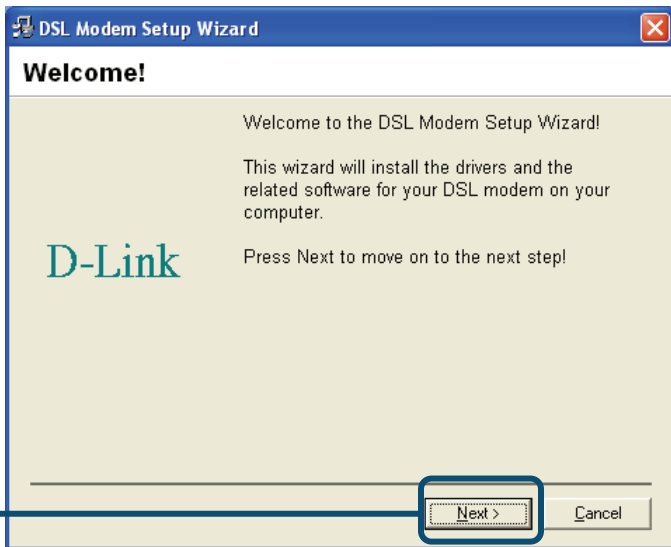 DSL Modem Setup Wizard
Welcome!
Welcome to the DSL Modem Setup Wizard!
This wizard will install the drivers and the
related software for your DSL modem on your
computer.
D-Link
Press Next to move on to the next step!
Next >
Cancel